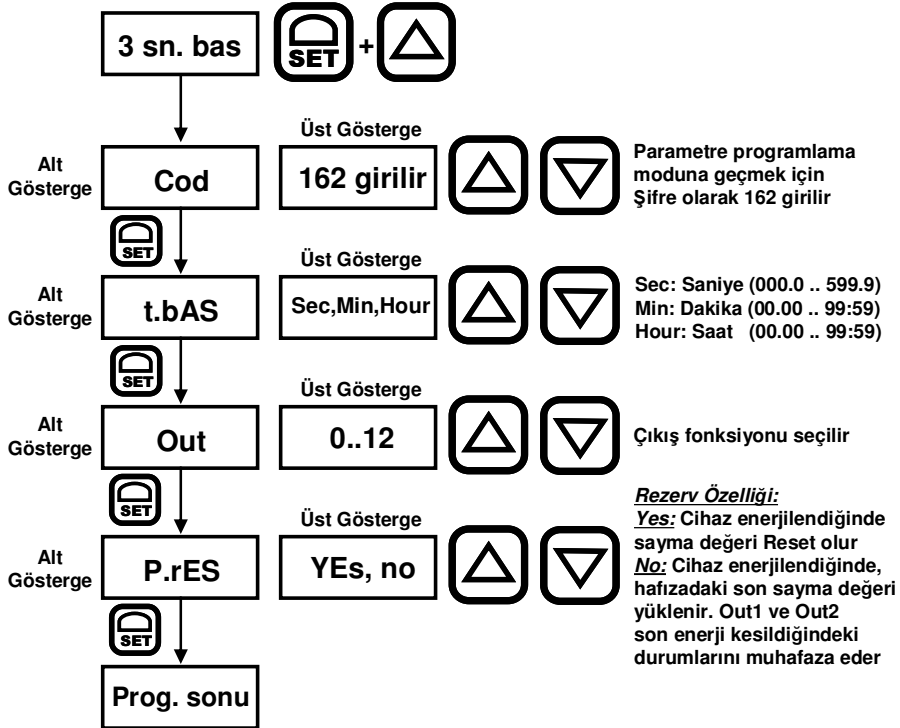 3 sn. bas
SET
+
Üst Gösterge
Alt
Gösterge
Cod
162 girilir
Parametre programlama
moduna geçmek için
Şifre olarak 162 girilir
SET
Üst Gösterge
Alt
Gösterge
t.bAS
Sec,Min,Hour
Sec: Saniye (000.0 .. 599.9)
Min: Dakika (00.00 .. 99:59)
Hour: Saat (00.00 .. 99:59)
SET
Üst Gösterge
Alt
Gösterge
Out
0..12
Çıkış fonksiyonu seçilir
SET
Üst Gösterge
Alt
Gösterge
P.rES
YEs, no
Rezerv Özelliği:
Yes: Cihaz enerjilendiğinde
sayma değeri Reset olur
No: Cihaz enerjilendiğinde,
hafızadaki son sayma değeri
yüklenir. Out1 ve Out2
son enerji kesildiğindeki
durumlarını muhafaza eder
SET
Prog. sonu